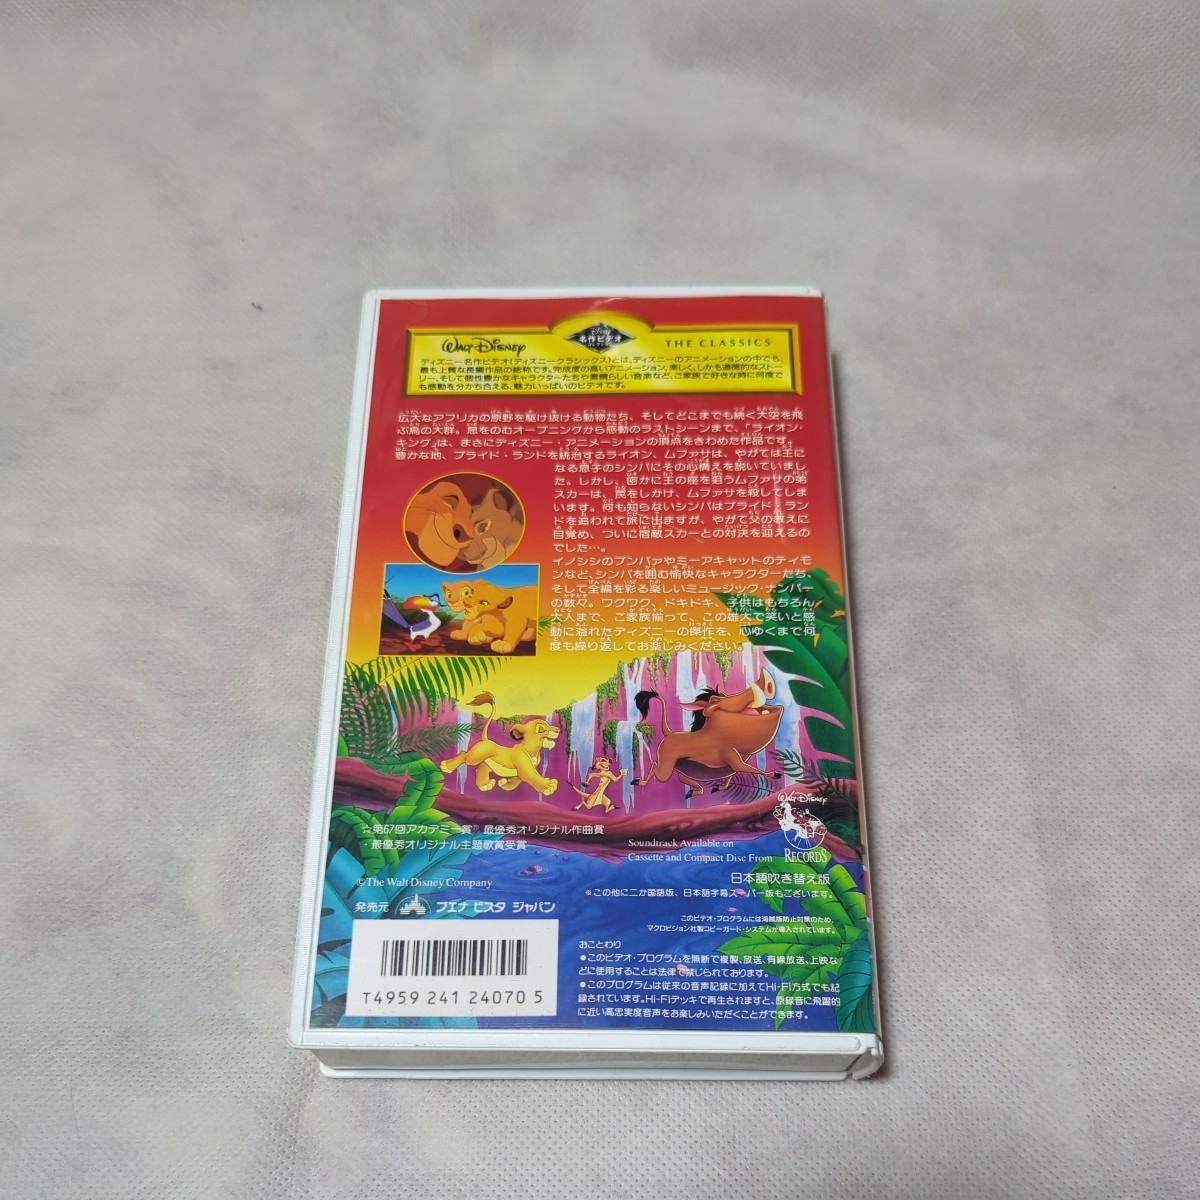 WALT DISNEY
DISNEY
名作ビデオ
コレクション
THE CLASSICS
ディズニー名作ビデオ(ディズニークラシックス)とは、ディズニーのアニメーションの中でも、
最も上質な長編作品の総称です。完成度の高いアニメーション、楽しく、しかも道徳的なストー
リー、そして個性豊かなキャラクターたちや素晴らしい音楽など、ご家族で好きな時に何度で
も感動を分かち合える、魅力いっぱいのビデオです。
広大なアフリカの原野を駆け抜ける動物たち、そしてどこまでも続く大空を飛
ぶ鳥の大群。息をのむオープニングから感動のラストシーンまで、「ライオン・
キング」は、まさにディズニー・アニメーションの頂点をきわめた作品です。
豊かな地、プライド・ランドを統治するライオン、ムファサは、やがては王に
なる息子のシンバにその心構えを説いていまし
た。しかし、密かに王の座を狙うムファサの弟
スカーは、罠をしかけ、ムファサを殺してしま
います。何も知らないシンバはプライド・ラン
ドを追われて旅に出ますが、やがて父の教えに
目覚め、ついに宿敵スカーとの対決を迎えるの
でした…。
イノシシのプンバァやミーアキャットのティモ
ンなど、シンバを囲む愉快なキャラクターたち、
そして全編を彩る楽しいミュージック・ナンバー
の数々。ワクワク、ドキドキ、子供はもちろん
大人まで、ご家族揃って、この雄大で笑いと感
動に溢れたディズニーの傑作を、心ゆくまで何
度も繰り返してお楽しみください。
☆第67回アカデミー賞® 最優秀オリジナル作曲賞
・最優秀オリジナル主題歌賞受賞
Soundtrack Available on
Cassette and Compact Disc From
WALT DISNEY
RECORDS
日本語吹き替え版
※この他に二か国語版、日本語字幕スーパー版もございます。
©The Walt Disney Company
発売元 ブエナ ビスタ ジャパン
このビデオ・プログラムには海賊版防止対策のため、
マクロビジョン社製コピーガード・システムが導入されています。
おことわり
●このビデオ・プログラムを無断で複製、放送、有線放送、上映な
どに使用することは法律で禁じられております。
●このプログラムは従来の音声記録に加えてHi-Fi方式でも記
録されています。Hi-Fiデッキで再生されますと、原録音に飛躍的
に近い高忠実度音声をお楽しみいただくことができます。
T4959 241 24070 5